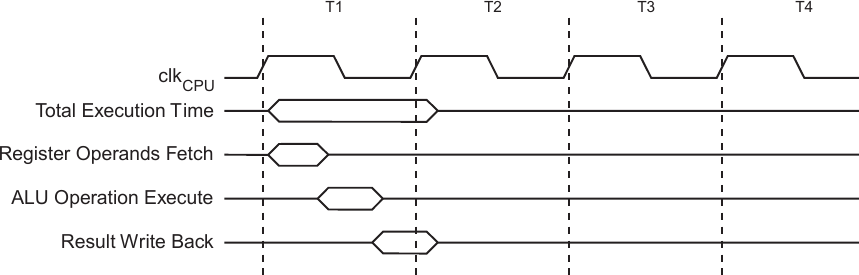 T1 T2 T3 T4
clkCPU
Total Execution Time
Register Operands Fetch
ALU Operation Execute
Result Write Back